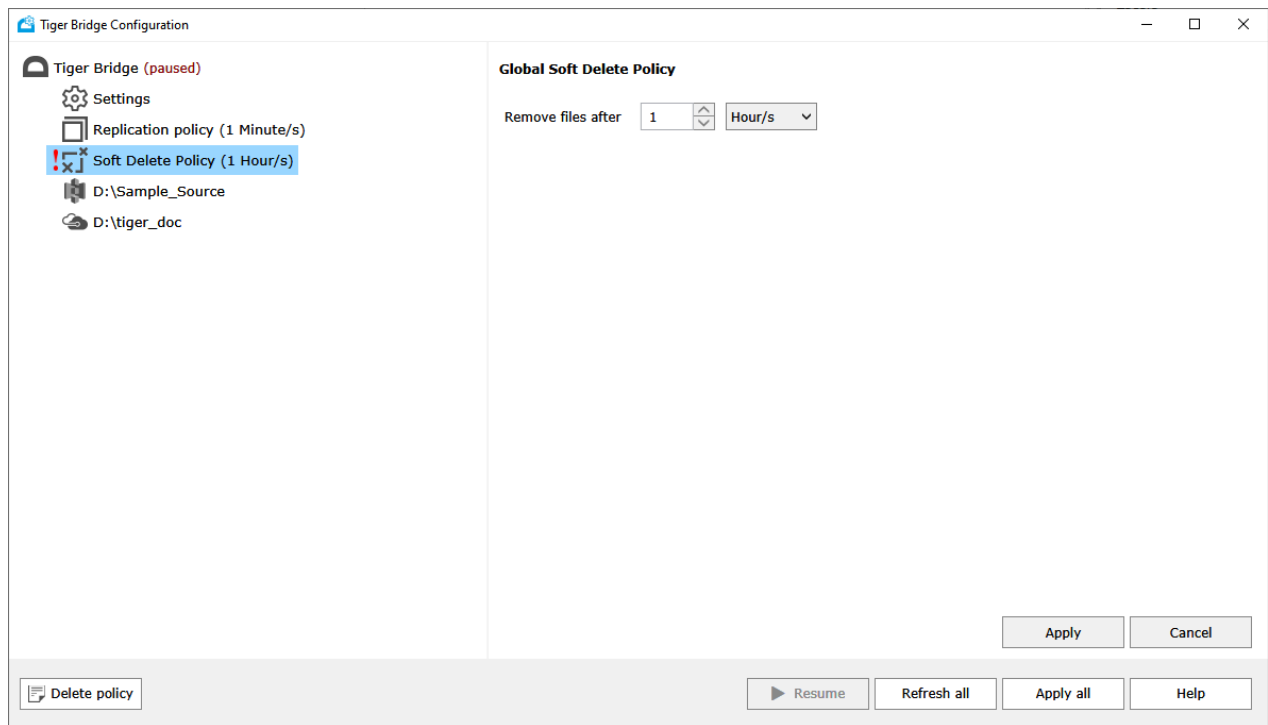 Tiger Bridge Configuration
Tiger Bridge (paused)
Settings
Replication policy (1 Minute/s)
Soft Delete Policy (1 Hour/s)
D:\Sample_Source
D:\tiger_doc
Global Soft Delete Policy
Remove files after 1 Hour/s
Apply Cancel
Delete policy Resume Refresh all Apply all Help